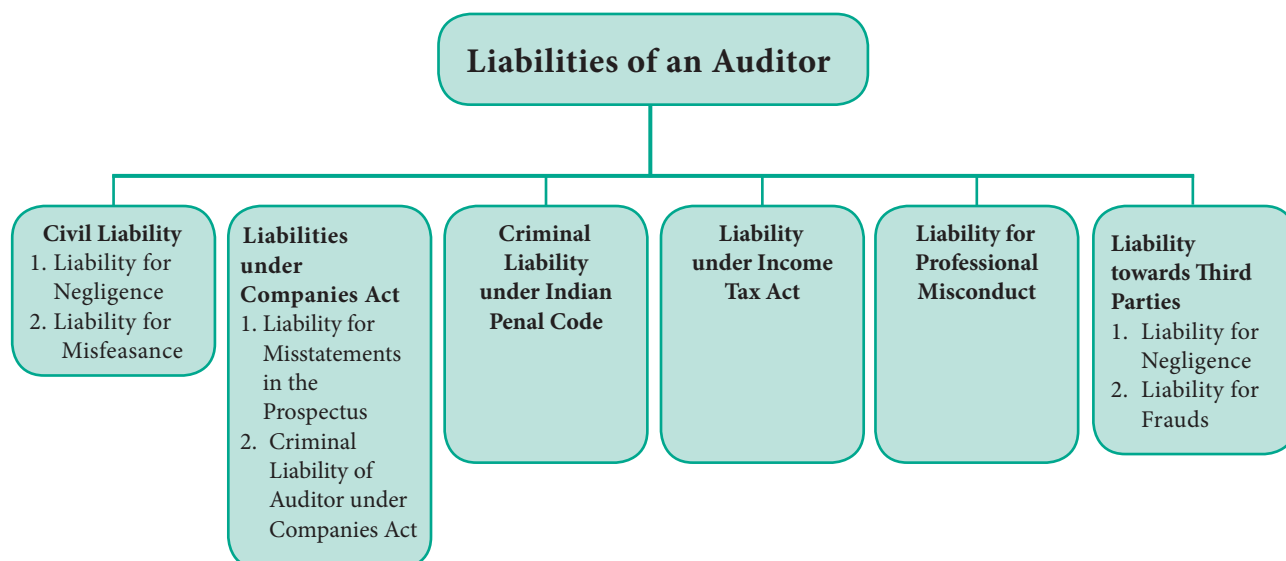 Liabilities of an Auditor
Civil Liability
1. Liability for
Negligence
2. Liability for
Misfeasance
Liabilities
under
Companies Act
1. Liability for
Misstatements
in the
Prospectus
2. Criminal
Liability of
Auditor under
Companies Act
Criminal
Liability
under Indian
Penal Code
Liability
under Income
Tax Act
Liability for
Professional
Misconduct
Liability
towards Third
Parties
1. Liability for
Negligence
2. Liability for
Frauds